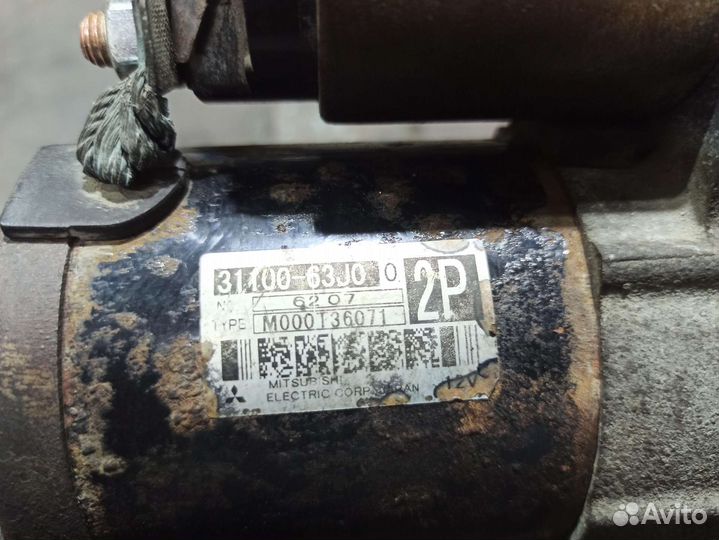 31100-63J0 0
2P
No. 6207
TYPE M000T36071
MITSUBISHI
ELECTRIC CORP. JAPAN
12V
Avito